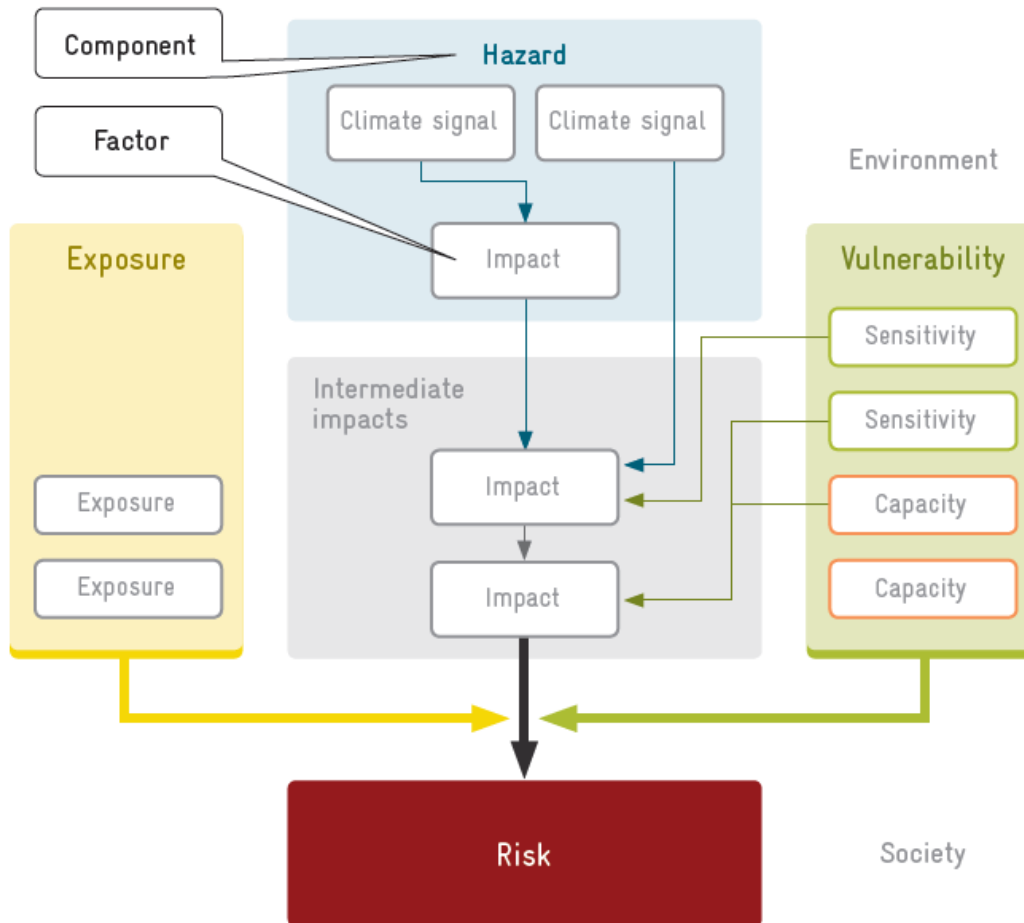 Component
Hazard
Climate signal
Climate signal
Factor
Environment
Impact
Exposure
Vulnerability
Sensitivity
Intermediate
impacts
Sensitivity
Impact
Exposure
Capacity
Exposure
Impact
Capacity
Risk
Society